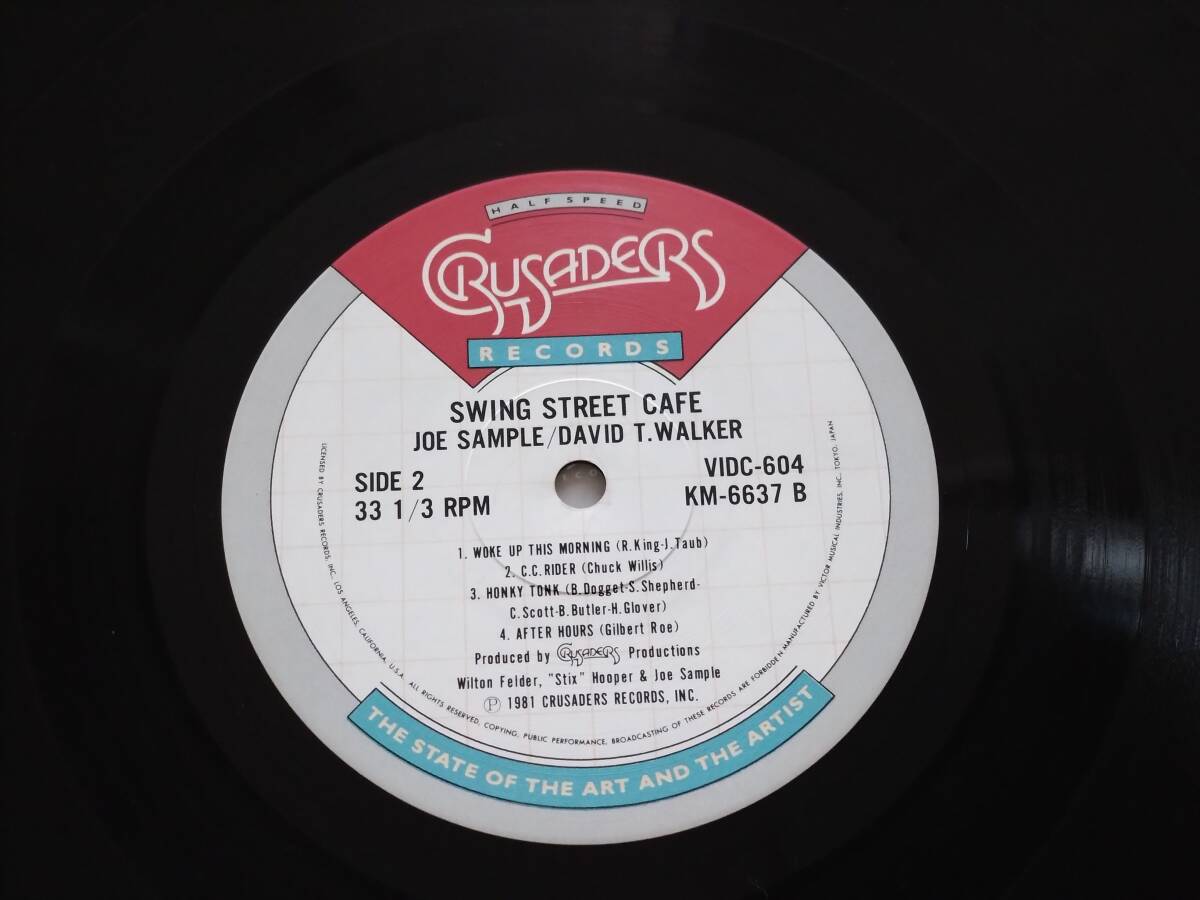 HALF SPEED
CRUSADERS
RECORDS
SWING STREET CAFE
JOE SAMPLE/DAVID T.WALKER
SIDE 2
33 1/3 RPM
VIDC-604
KM-6637 B
1. WOKE UP THIS MORNING (R.King-J.Taub)
2. C.C.RIDER (Chuck Willis)
3. HONKY TONK (B.Dogget-S.Shepherd-
C.Scott-B.Butler-H.Glover)
4. AFTER HOURS (Gilbert Roe)
Produced by CRUSADERS Productions
Wilton Felder, "Stix" Hooper & Joe Sample
Ⓟ 1981 CRUSADERS RECORDS, INC.
LICENSED BY CRUSADERS RECORDS, INC. LOS ANGELES, CALIFORNIA, U.S.A. ALL RIGHTS RESERVED, COPYING, PUBLIC PERFORMANCE, BROADCASTING OF THESE RECORDS ARE FORBIDDEN MANUFACTURED BY VICTOR MUSICAL INDUSTRIES, INC. TOKYO, JAPAN
THE STATE OF THE ART AND THE ARTIST